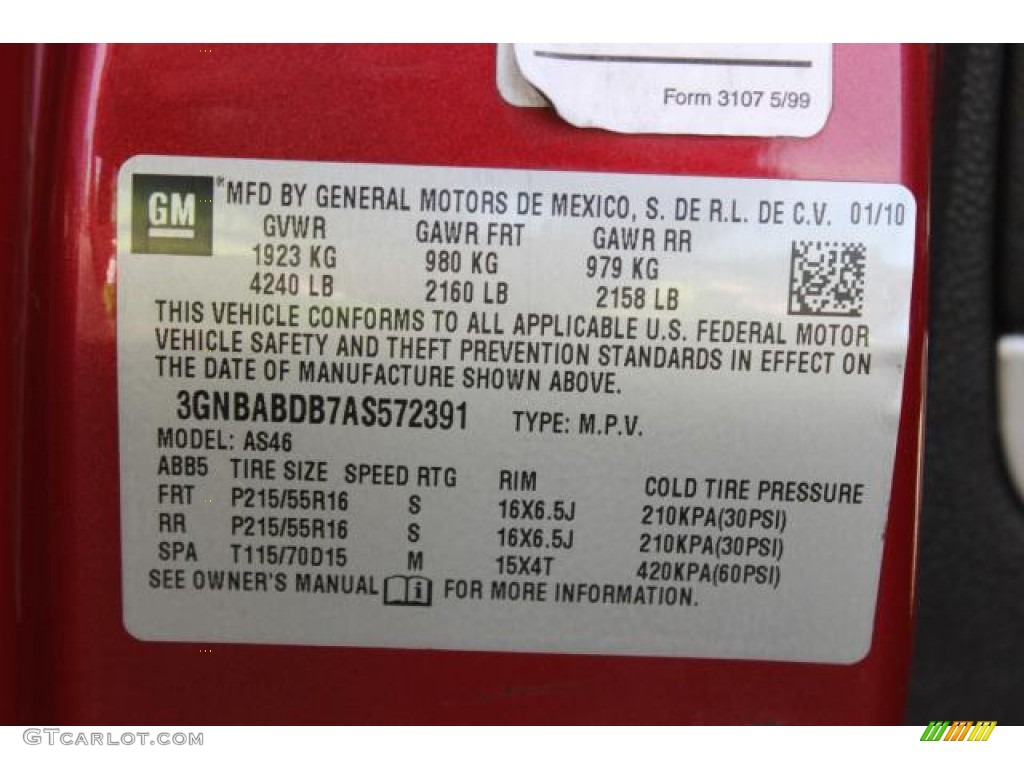 Form 3107 5/99
GM *MFD BY GENERAL MOTORS DE MEXICO, S. DE R.L. DE C.V. 01/10
GVWR GAWR FRT GAWR RR
1923 KG 980 KG 979 KG
4240 LB 2160 LB 2158 LB
THIS VEHICLE CONFORMS TO ALL APPLICABLE U.S. FEDERAL MOTOR
VEHICLE SAFETY AND THEFT PREVENTION STANDARDS IN EFFECT ON
THE DATE OF MANUFACTURE SHOWN ABOVE.
3GNBABDB7AS572391 TYPE: M.P.V.
MODEL: AS46
ABB5 TIRE SIZE SPEED RTG RIM COLD TIRE PRESSURE
FRT P215/55R16 S 16X6.5J 210KPA(30PSI)
RR P215/55R16 S 16X6.5J 210KPA(30PSI)
SPA T115/70D15 M 15X4T 420KPA(60PSI)
SEE OWNER'S MANUAL i FOR MORE INFORMATION.
GTCarlot.com